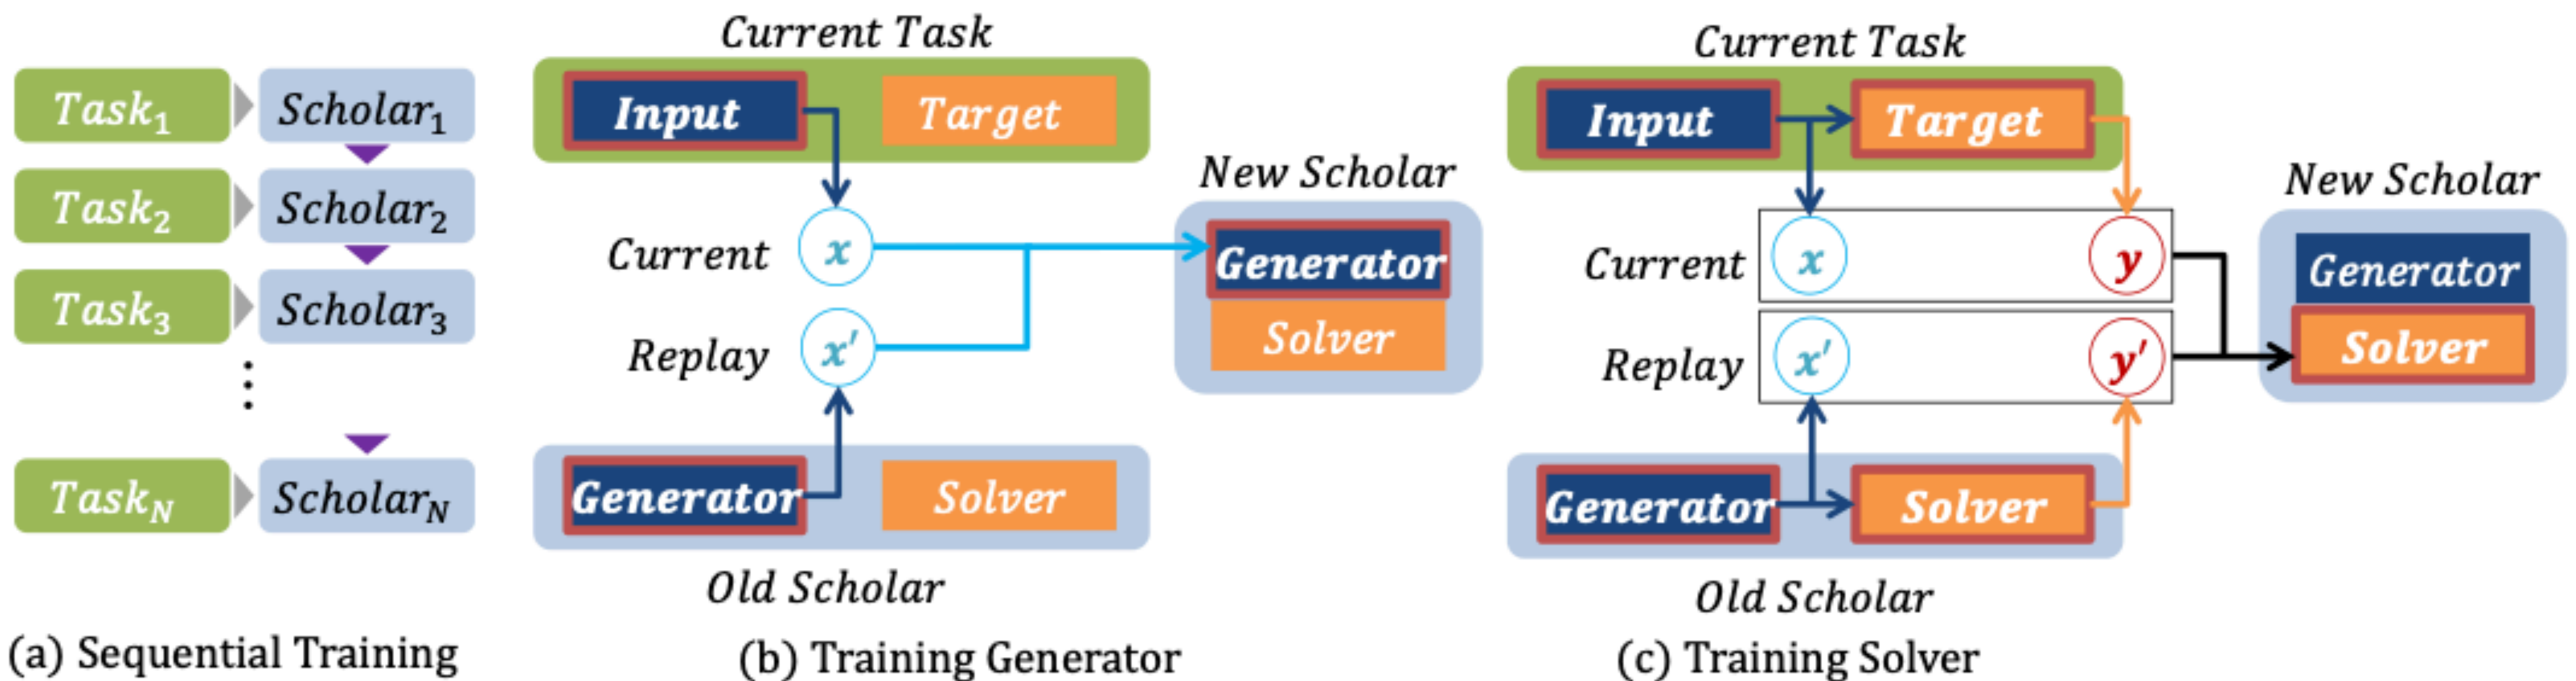 Task₁
Scholar₁
Task₂
Scholar₂
Task₃
Scholar₃
⋮
Task_N
Scholar_N
(a) Sequential Training
Current Task
Input
Target
Current
x
Replay
x′
New Scholar
Generator
Solver
Generator
Solver
Old Scholar
(b) Training Generator
Current Task
Input
Target
Current
x
y
Replay
x′
y′
New Scholar
Generator
Solver
Generator
Solver
Old Scholar
(c) Training Solver